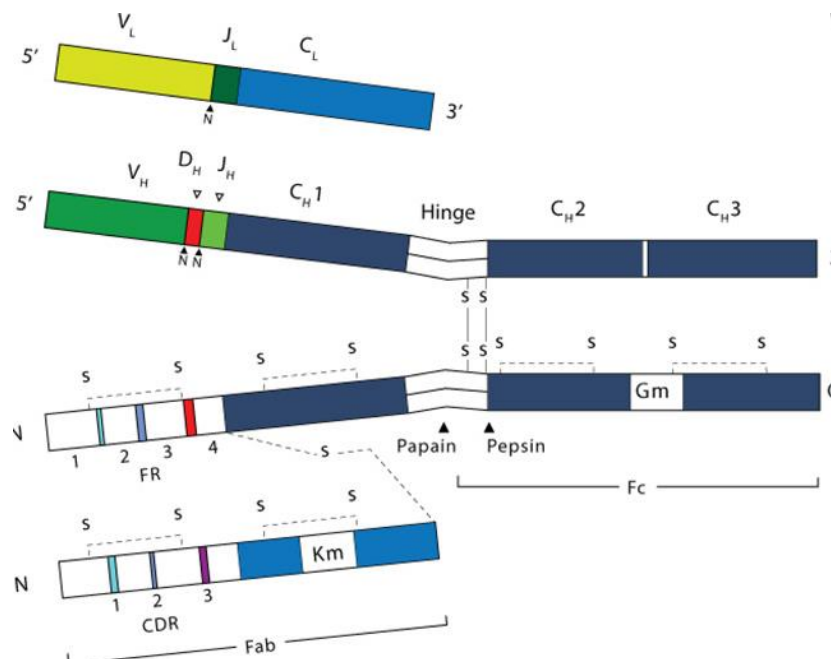 V_L J_L C_L
5′ 3′
N
V_H D_H J_H C_H1 Hinge C_H2 C_H3
5′
N N
S S
S S
S S S S S S
Gm
N 1 2 3 4
FR
Papain Pepsin
S
Fc
S S S S
Km
N 1 2 3
CDR
Fab